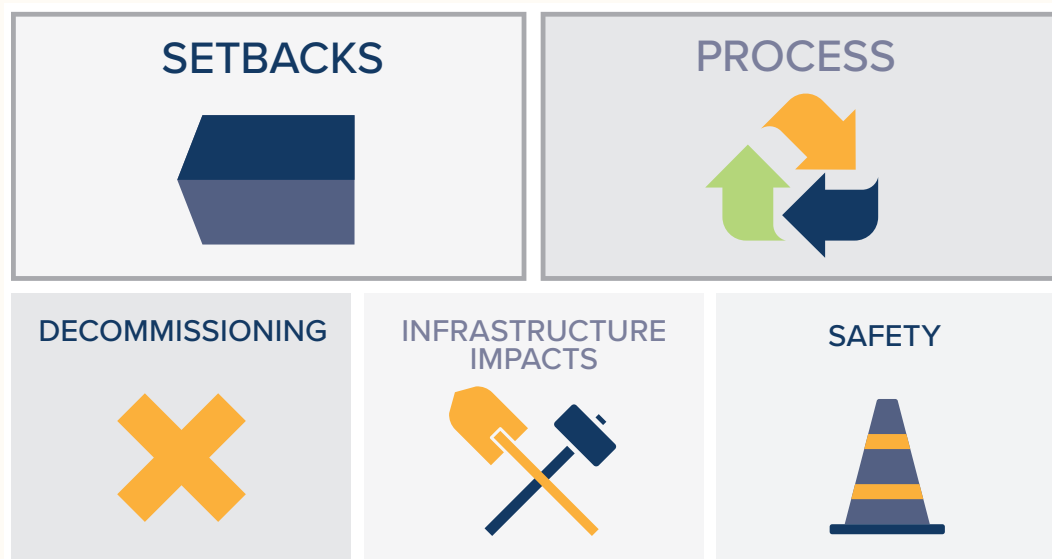 SETBACKS
PROCESS
DECOMMISSIONING
INFRASTRUCTURE
IMPACTS
SAFETY